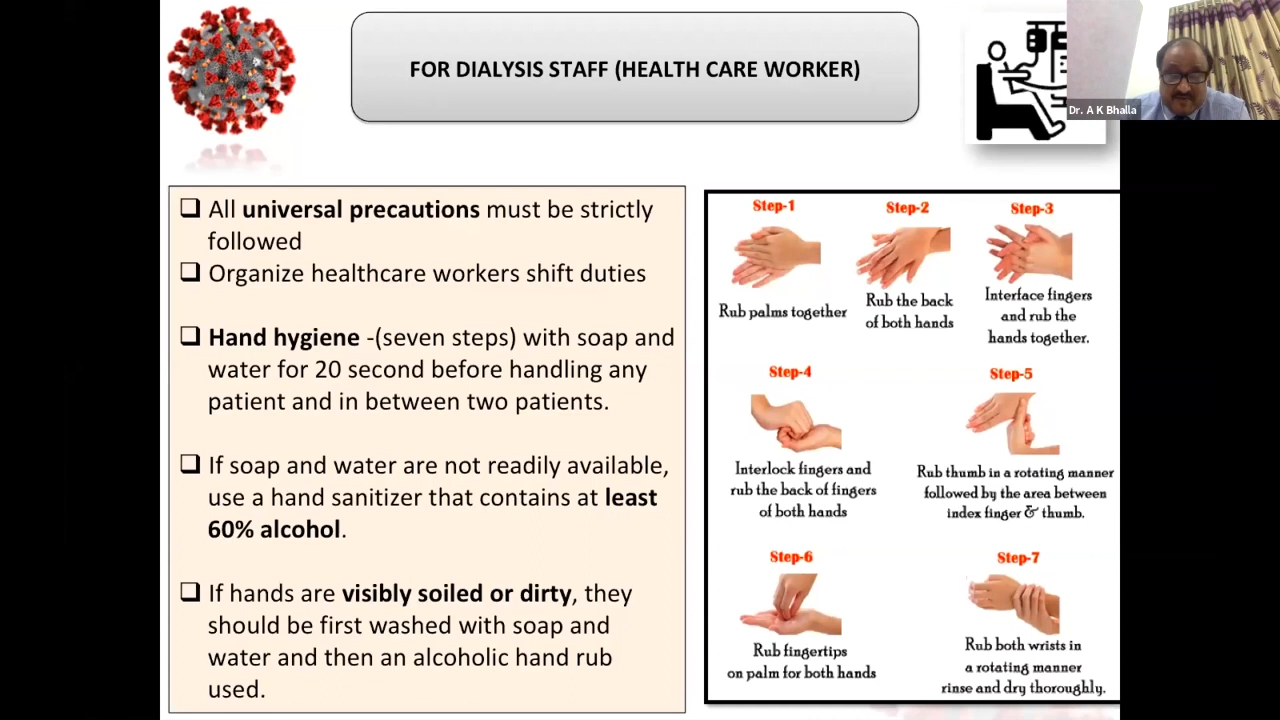 FOR DIALYSIS STAFF (HEALTH CARE WORKER)
Dr. A K Bhalla
❑ All universal precautions must be strictly
followed
❑ Organize healthcare workers shift duties
❑ Hand hygiene -(seven steps) with soap and
water for 20 second before handling any
patient and in between two patients.
❑ If soap and water are not readily available,
use a hand sanitizer that contains at least
60% alcohol.
❑ If hands are visibly soiled or dirty, they
should be first washed with soap and
water and then an alcoholic hand rub
used.
Step-1
Rub palms together
Step-2
Rub the back
of both hands
Step-3
Interface fingers
and rub the
hands together.
Step-4
Interlock fingers and
rub the back of fingers
of both hands
Step-5
Rub thumb in a rotating manner
followed by the area between
index finger & thumb.
Step-6
Rub fingertips
on palm for both hands
Step-7
Rub both wrists in
a rotating manner
rinse and dry thoroughly.